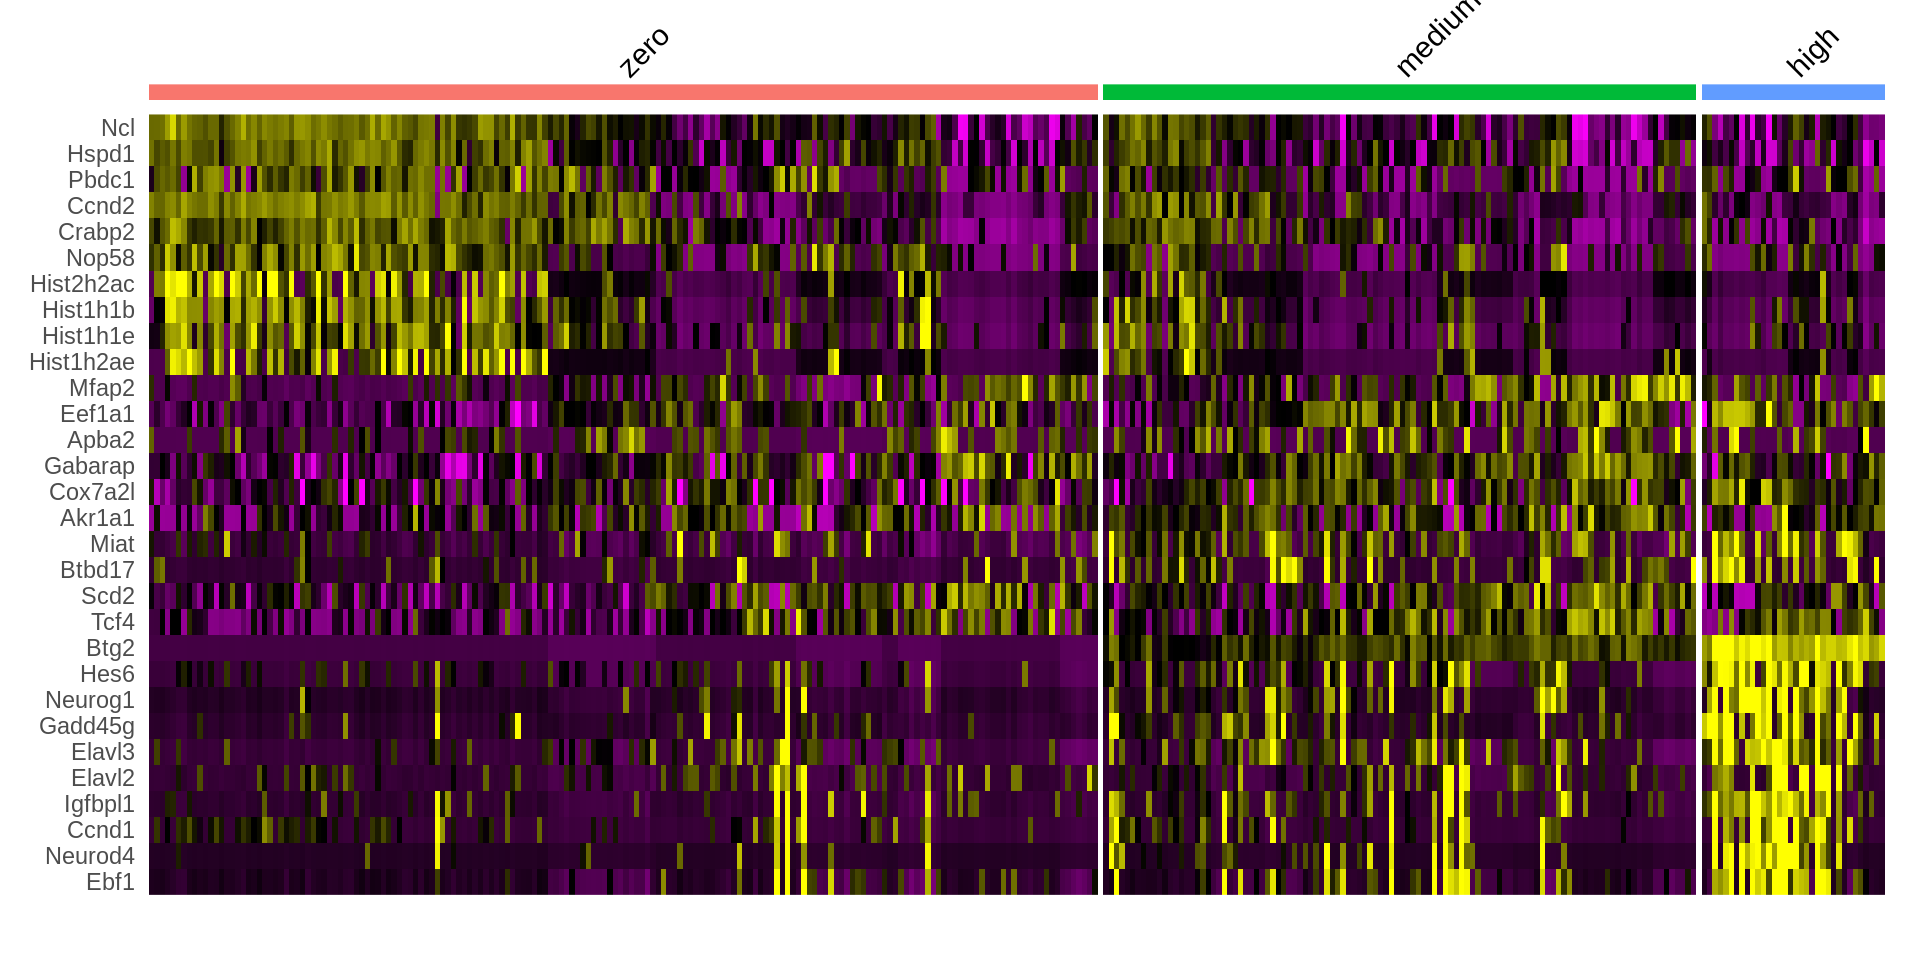 zero
medium
high
Ncl
Hspd1
Pbdc1
Ccnd2
Crabp2
Nop58
Hist2h2ac
Hist1h1b
Hist1h1e
Hist1h2ae
Mfap2
Eef1a1
Apba2
Gabarap
Cox7a2l
Akr1a1
Miat
Btbd17
Scd2
Tcf4
Btg2
Hes6
Neurog1
Gadd45g
Elavl3
Elavl2
Igfbpl1
Ccnd1
Neurod4
Ebf1